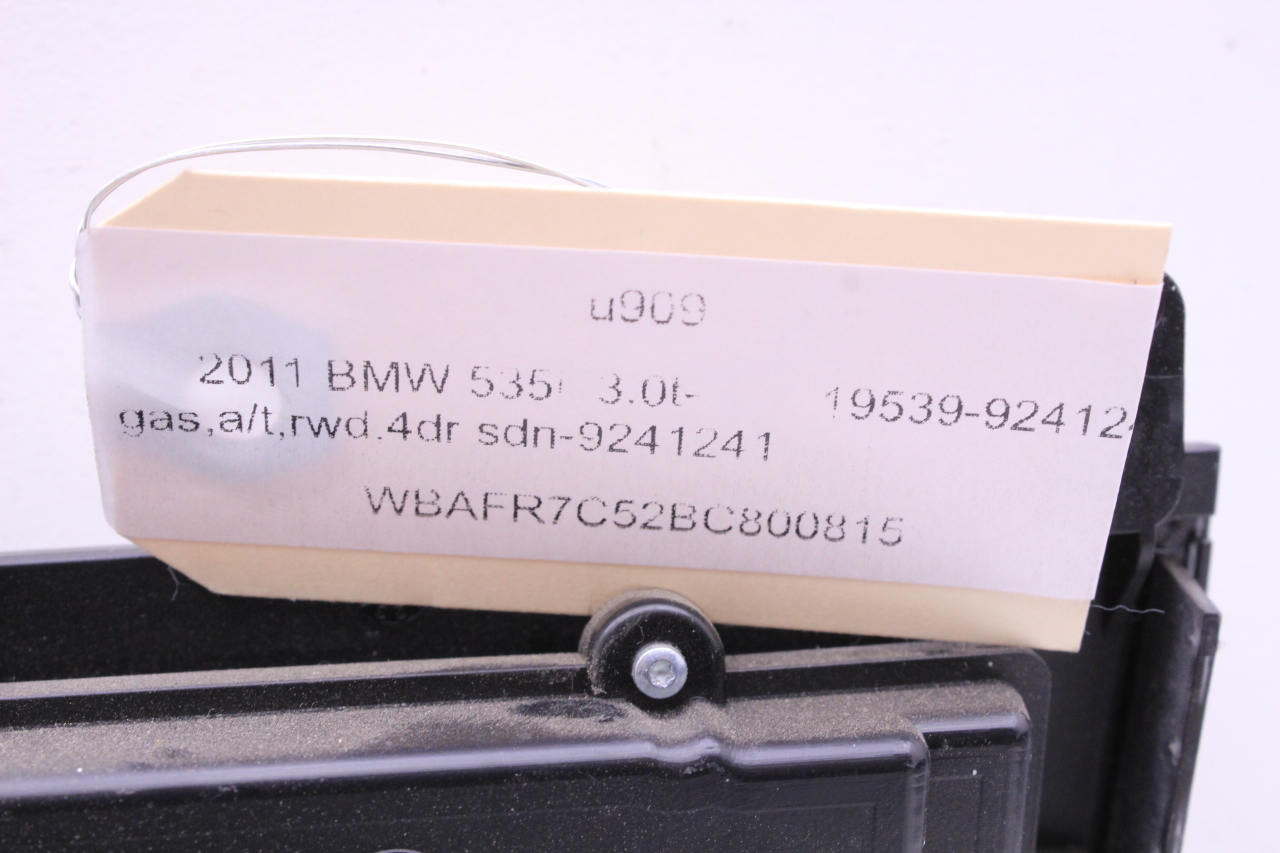 u909
2011 BMW 535i 3.0t-
gas,a/t,rwd.4dr sdn-9241241
19539-92412
WBAFR7C52BC800815